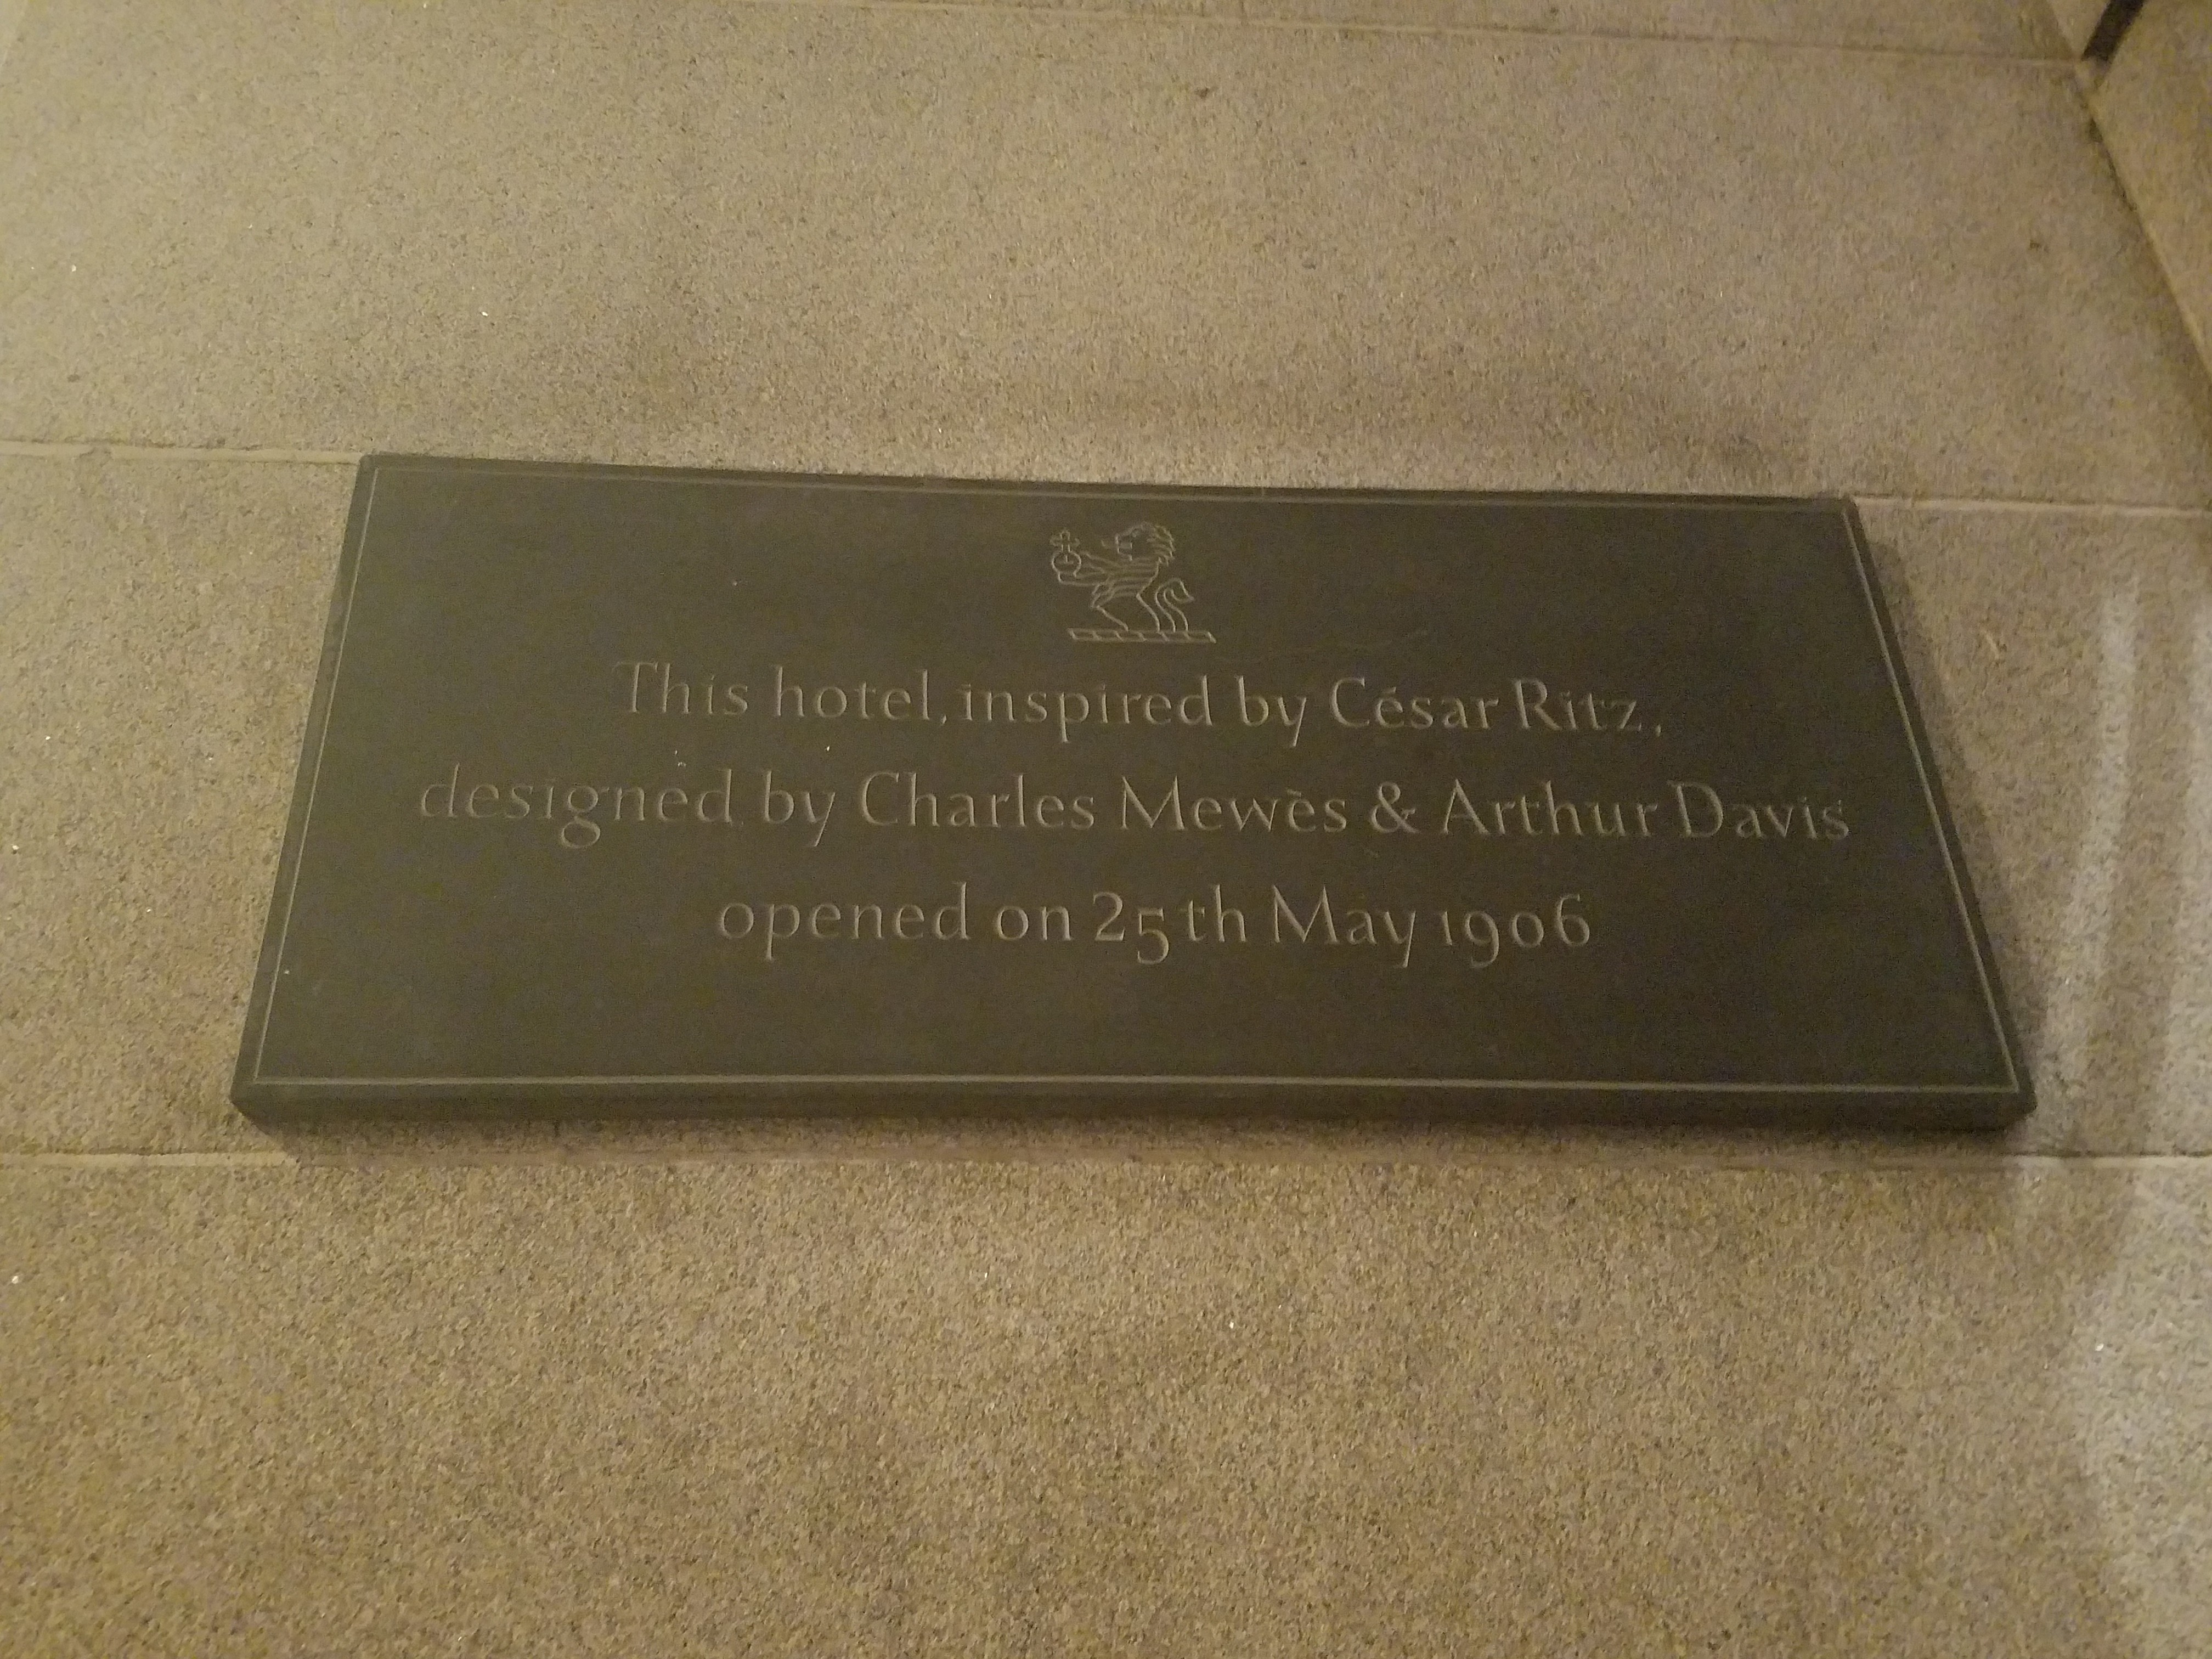 This hotel, inspired by César Ritz,
designed by Charles Mewès & Arthur Davis
opened on 25th May 1906